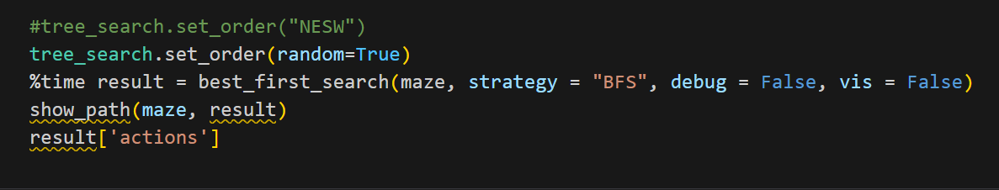 #tree_search.set_order("NESW")
tree_search.set_order(random=True)
%time result = best_first_search(maze, strategy = "BFS", debug = False, vis = False)
show_path(maze, result)
result['actions']